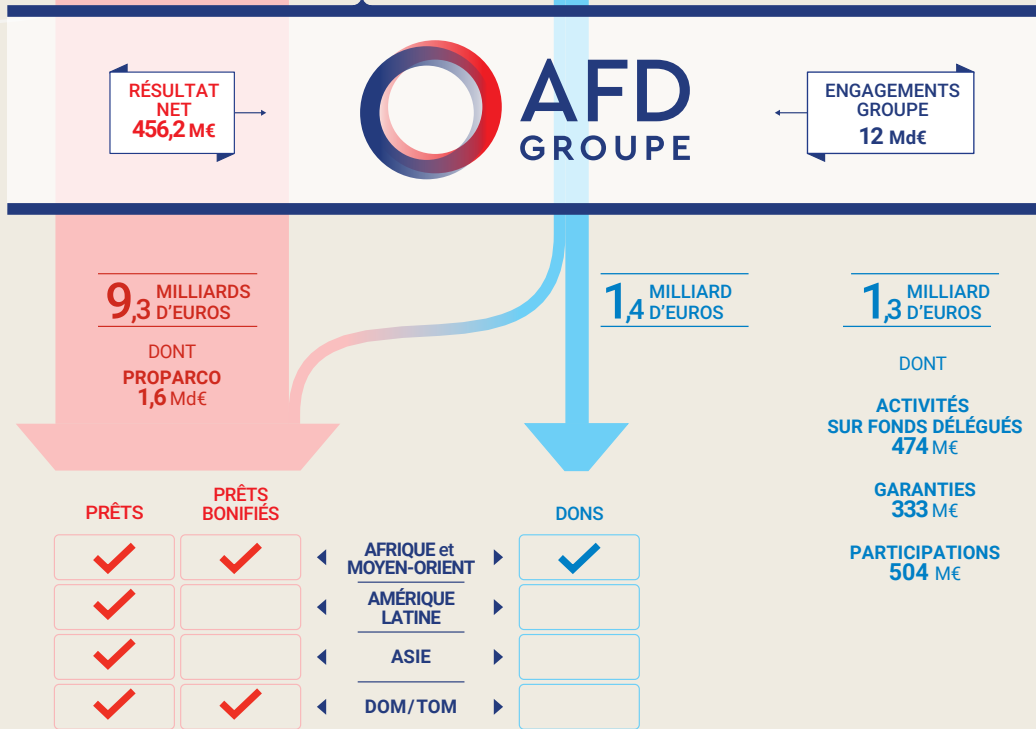 RÉSULTAT
NET
456,2 M€
AFD
GROUPE
ENGAGEMENTS
GROUPE
12 Md€
9,3 MILLIARDS
D'EUROS
DONT
PROPARCO
1,6 Md€
1,4 MILLIARD
D'EUROS
1,3 MILLIARD
D'EUROS
DONT
ACTIVITÉS
SUR FONDS DÉLÉGUÉS
474 M€
GARANTIES
333 M€
PARTICIPATIONS
504 M€
PRÊTS
PRÊTS
BONIFIÉS
DONS
AFRIQUE et
MOYEN-ORIENT
AMÉRIQUE
LATINE
ASIE
DOM/TOM